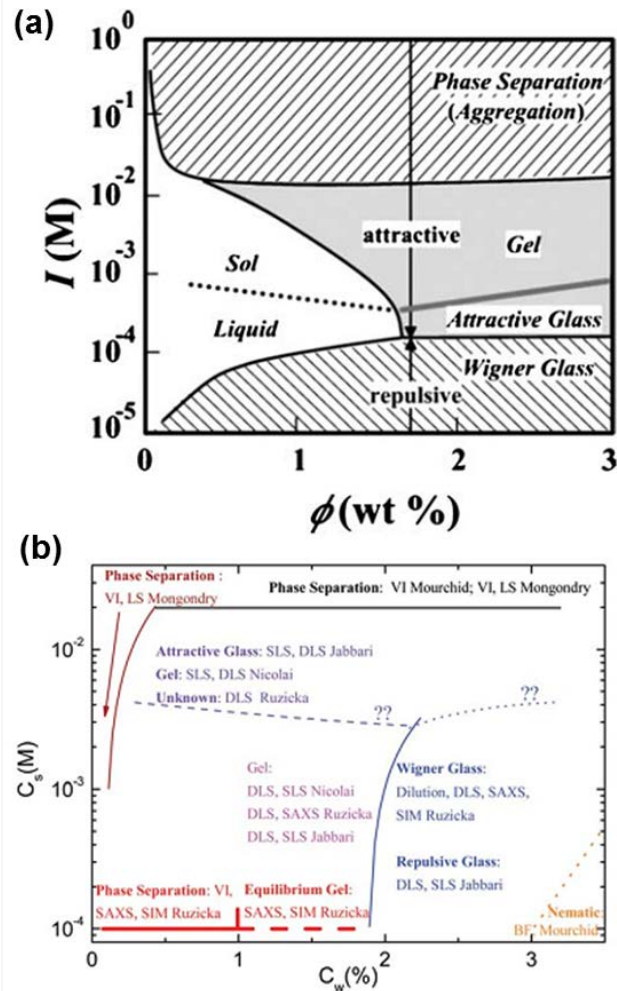 (a)
10⁰
10⁻¹
10⁻²
10⁻³
10⁻⁴
10⁻⁵
I (M)
Phase Separation
(Aggregation)
attractive
Gel
Sol
Liquid
Attractive Glass
Wigner Glass
repulsive
0
1
2
3
ϕ (wt %)
(b)
Phase Separation :
VI, LS Mongondry
Phase Separation: VI Mourchid; VI, LS Mongondry
10⁻²
Attractive Glass: SLS, DLS Jabbari
Gel: SLS, DLS Nicolai
Unknown: DLS Ruzicka
??
??
Cₛ(M)
10⁻³
Gel:
DLS, SLS Nicolai
DLS, SAXS Ruzicka
DLS, SLS Jabbari
Wigner Glass:
Dilution, DLS, SAXS,
SIM Ruzicka
Repulsive Glass:
DLS, SLS Jabbari
Phase Separation: VI,
SAXS, SIM Ruzicka
Equilibrium Gel:
SAXS, SIM Ruzicka
Nematic:
BF, Mourchid
10⁻⁴
0
1
2
3
C_w(%)